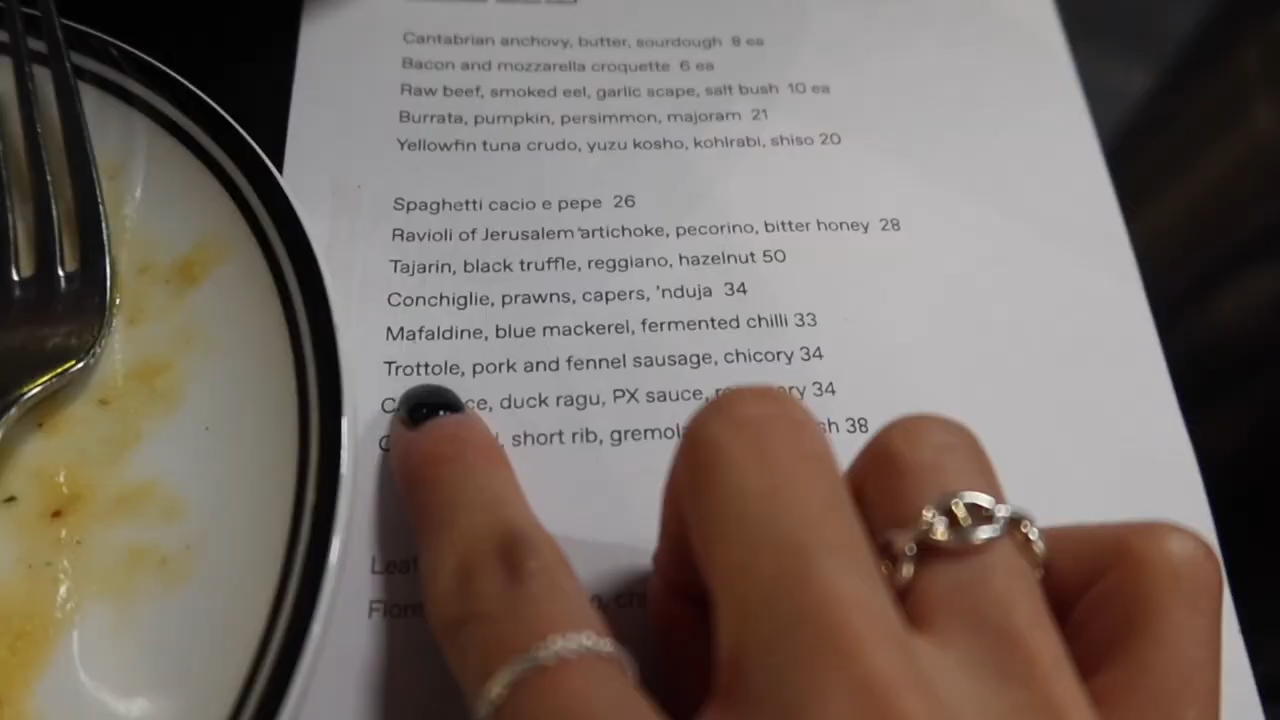 Cantabrian anchovy, butter, sourdough 8 ea
Bacon and mozzarella croquette 6 ea
Raw beef, smoked eel, garlic scape, salt bush 10 ea
Burrata, pumpkin, persimmon, majoram 21
Yellowfin tuna crudo, yuzu kosho, kohlrabi, shiso 20
Spaghetti cacio e pepe 26
Ravioli of Jerusalem artichoke, pecorino, bitter honey 28
Tajarin, black truffle, reggiano, hazelnut 50
Conchiglie, prawns, capers, 'nduja 34
Mafaldine, blue mackerel, fermented chilli 33
Trottole, pork and fennel sausage, chicory 34
duck ragu, PX sauce, 34
short rib, 38